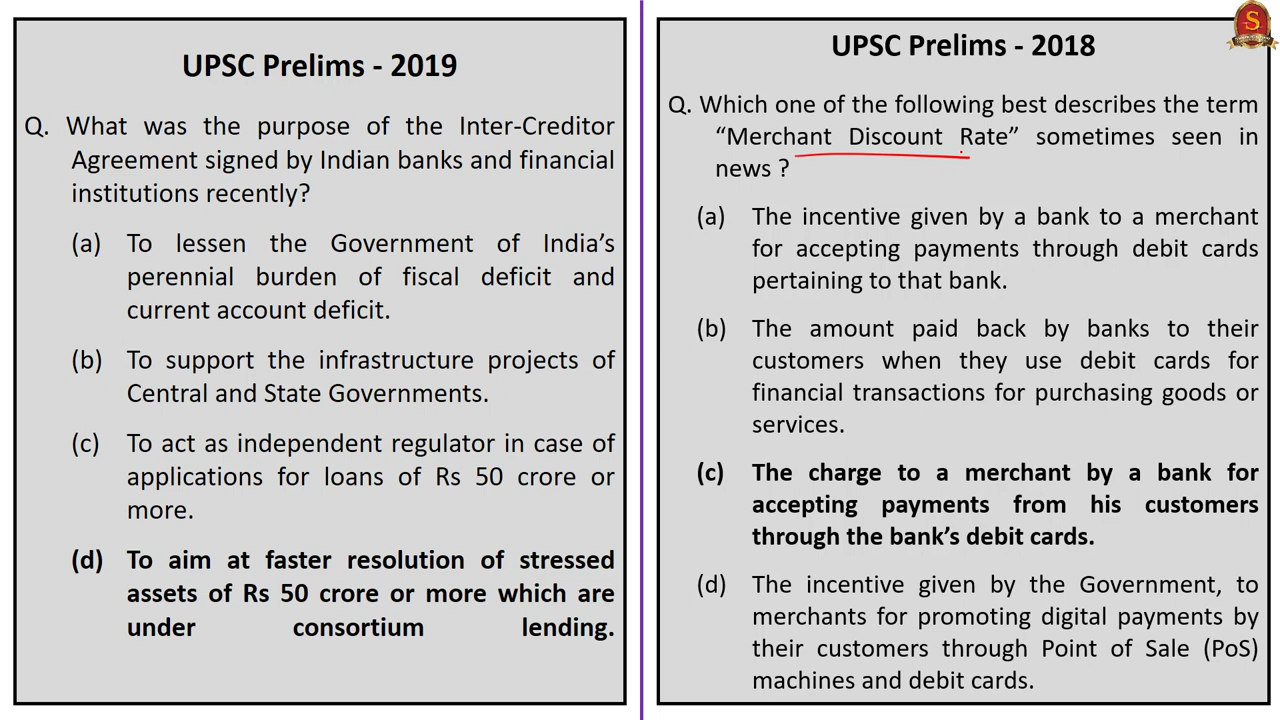 UPSC Prelims - 2019
Q. What was the purpose of the Inter-Creditor
Agreement signed by Indian banks and financial
institutions recently?
(a) To lessen the Government of India's
perennial burden of fiscal deficit and
current account deficit.
(b) To support the infrastructure projects of
Central and State Governments.
(c) To act as independent regulator in case of
applications for loans of Rs 50 crore or
more.
(d) To aim at faster resolution of stressed
assets of Rs 50 crore or more which are
under consortium lending.
UPSC Prelims - 2018
Q. Which one of the following best describes the term
“Merchant Discount Rate” sometimes seen in
news ?
(a) The incentive given by a bank to a merchant
for accepting payments through debit cards
pertaining to that bank.
(b) The amount paid back by banks to their
customers when they use debit cards for
financial transactions for purchasing goods or
services.
(c) The charge to a merchant by a bank for
accepting payments from his customers
through the bank's debit cards.
(d) The incentive given by the Government, to
merchants for promoting digital payments by
their customers through Point of Sale (PoS)
machines and debit cards.
S